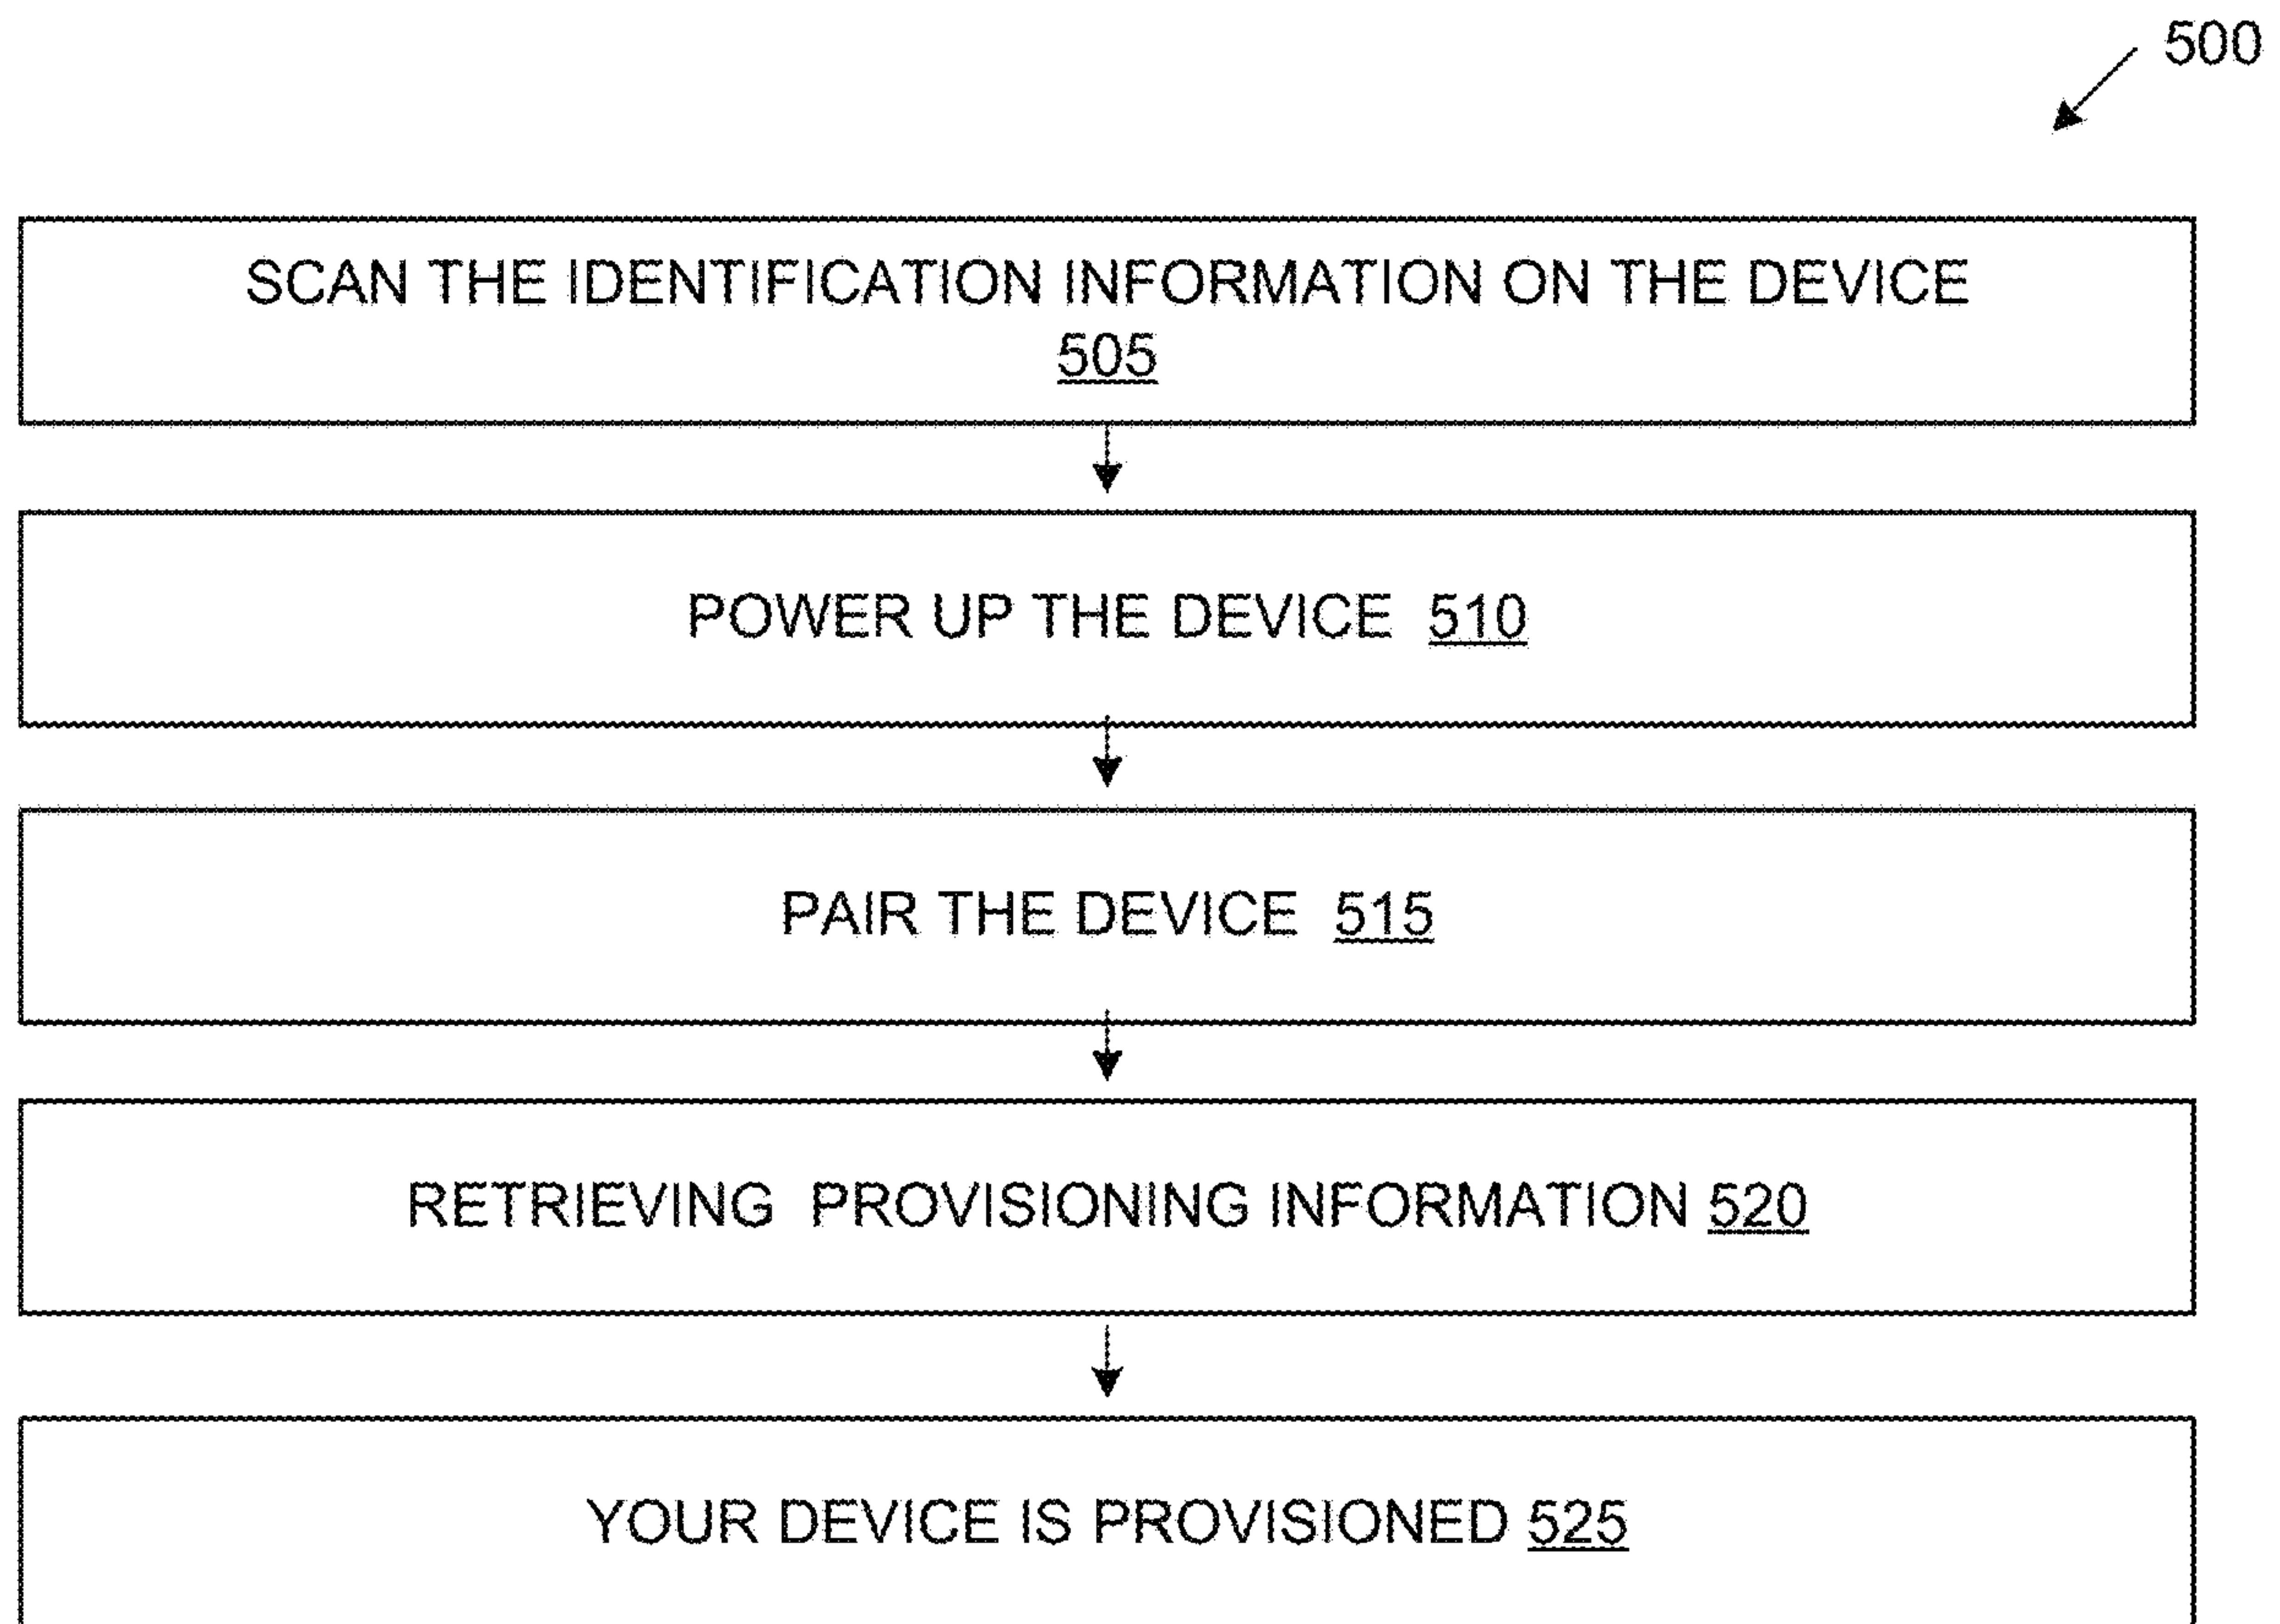 500
SCAN THE IDENTIFICATION INFORMATION ON THE DEVICE
505
POWER UP THE DEVICE 510
PAIR THE DEVICE 515
RETRIEVING PROVISIONING INFORMATION 520
YOUR DEVICE IS PROVISIONED 525